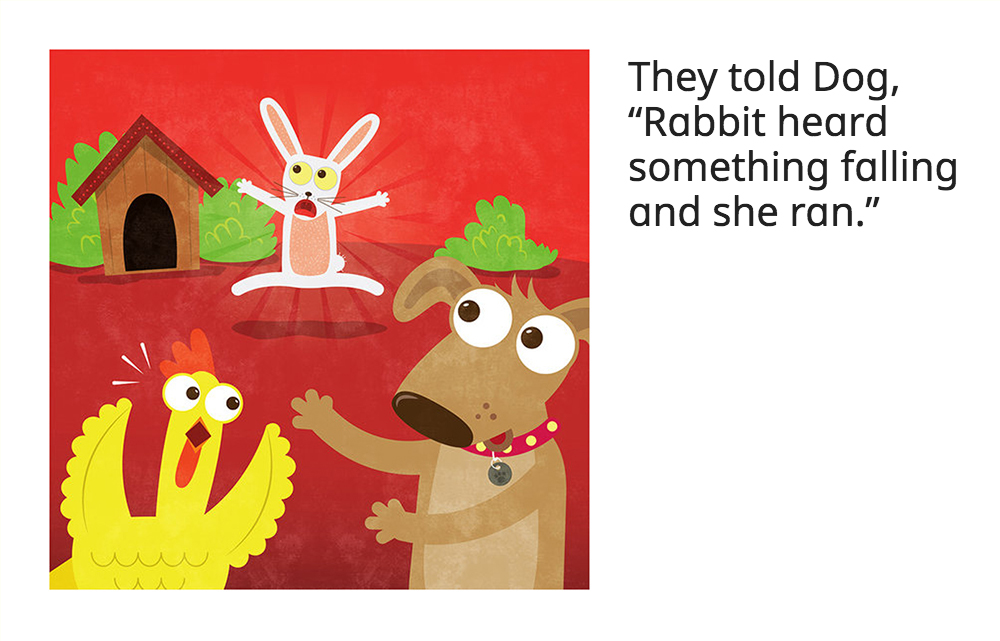 They told Dog,
“Rabbit heard
something falling
and she ran.”